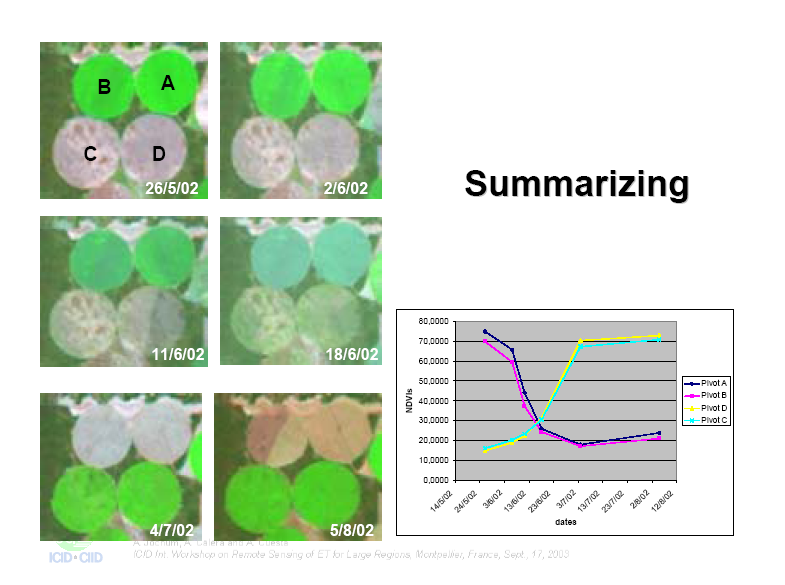 B
A
C
D
26/5/02
2/6/02
Summarizing
11/6/02
18/6/02
80,0000
70,0000
60,0000
50,0000
40,0000
30,0000
20,0000
10,0000
0,0000
NDVIs
14/5/02
24/5/02
3/6/02
13/6/02
23/6/02
3/7/02
13/7/02
23/7/02
2/8/02
12/8/02
dates
Pivot A
Pivot B
Pivot D
Pivot C
4/7/02
5/8/02
ICID·CIID
ICID Int. Workshop on Remote Sensing of ET for Large Regions, Montpellier, France, Sept., 17, 2003